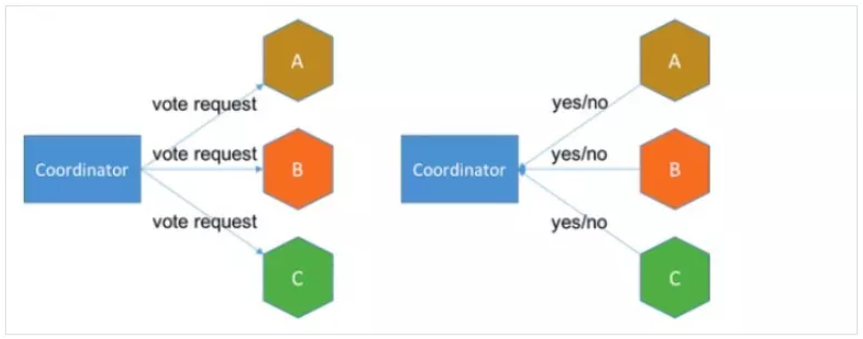 A
vote request
vote request
Coordinator
B
vote request
C
A
yes/no
yes/no
Coordinator
B
yes/no
C